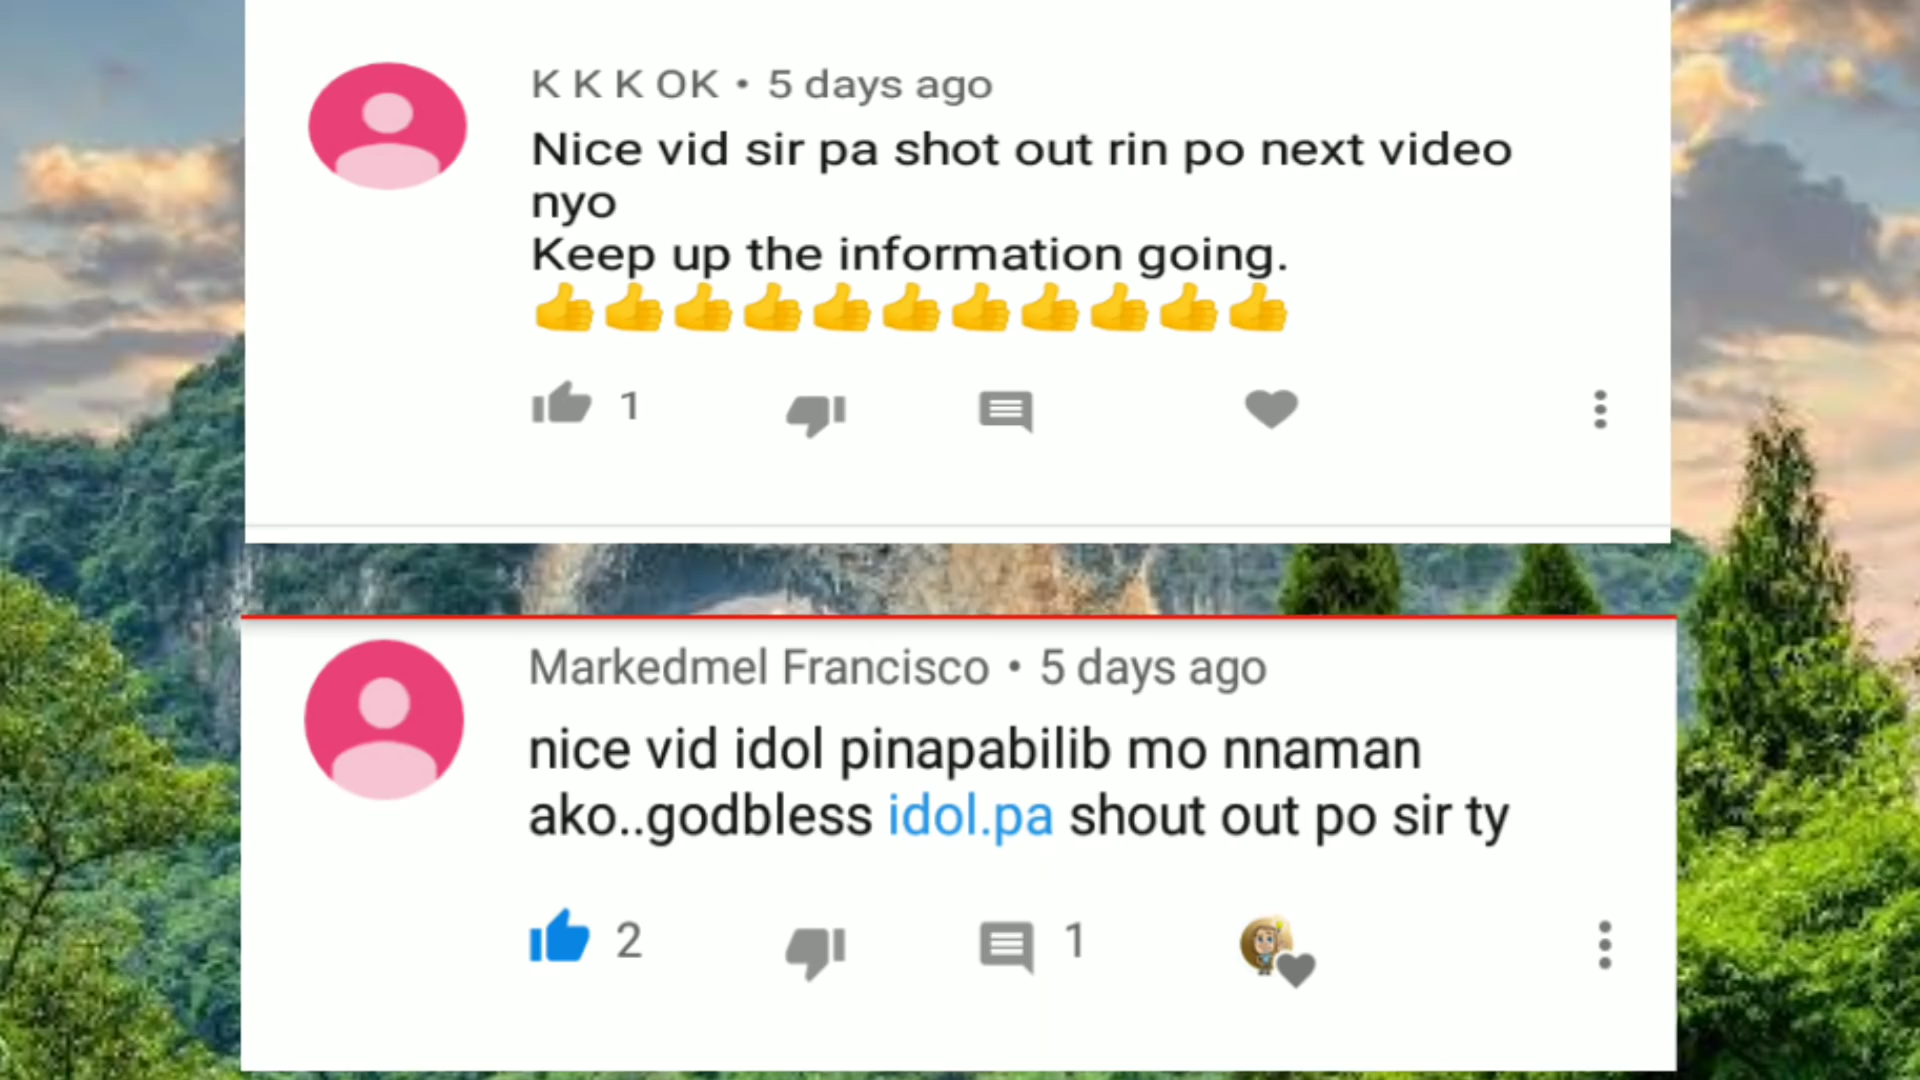 K K K OK • 5 days ago
Nice vid sir pa shot out rin po next video
nyo
Keep up the information going.
👍👍👍👍👍👍👍👍👍👍👍
1
Markedmel Francisco • 5 days ago
nice vid idol pinapabilib mo nnaman
ako..godbless idol.pa shout out po sir ty
2 1